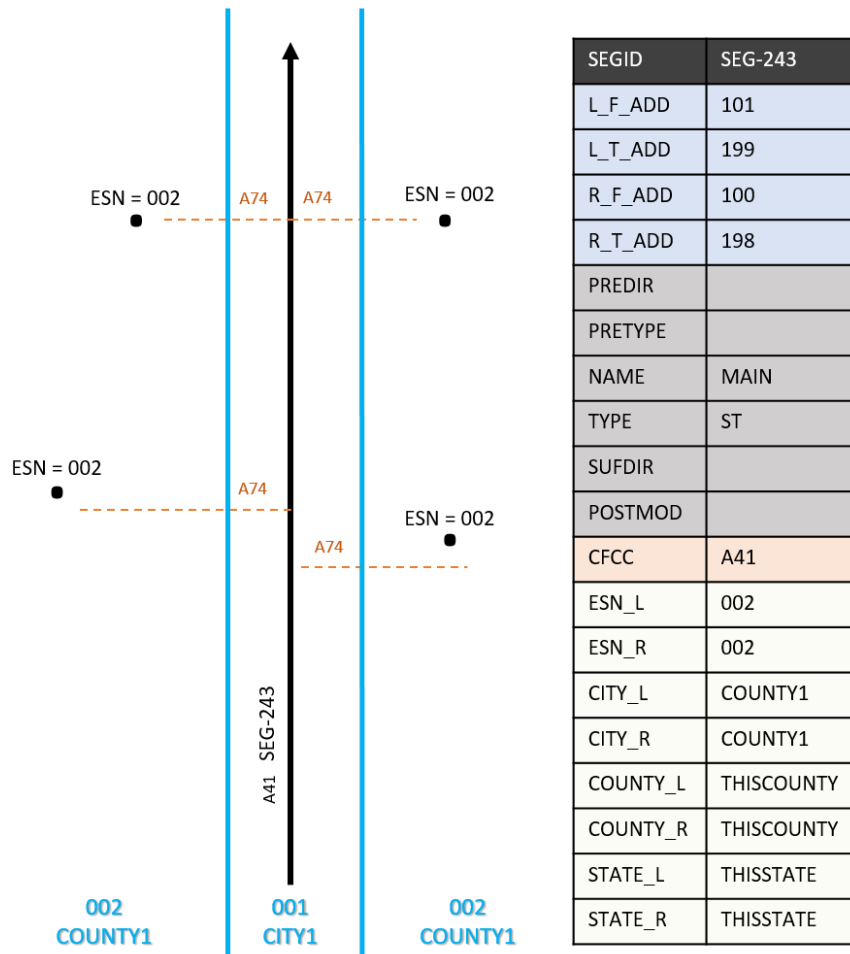 ESN = 002
A74
A74
ESN = 002
ESN = 002
A74
ESN = 002
A74
A41 SEG-243
002
COUNTY1
001
CITY1
002
COUNTY1
SEGID SEG-243
L_F_ADD 101
L_T_ADD 199
R_F_ADD 100
R_T_ADD 198
PREDIR
PRETYPE
NAME MAIN
TYPE ST
SUFDIR
POSTMOD
CFCC A41
ESN_L 002
ESN_R 002
CITY_L COUNTY1
CITY_R COUNTY1
COUNTY_L THISCOUNTY
COUNTY_R THISCOUNTY
STATE_L THISSTATE
STATE_R THISSTATE